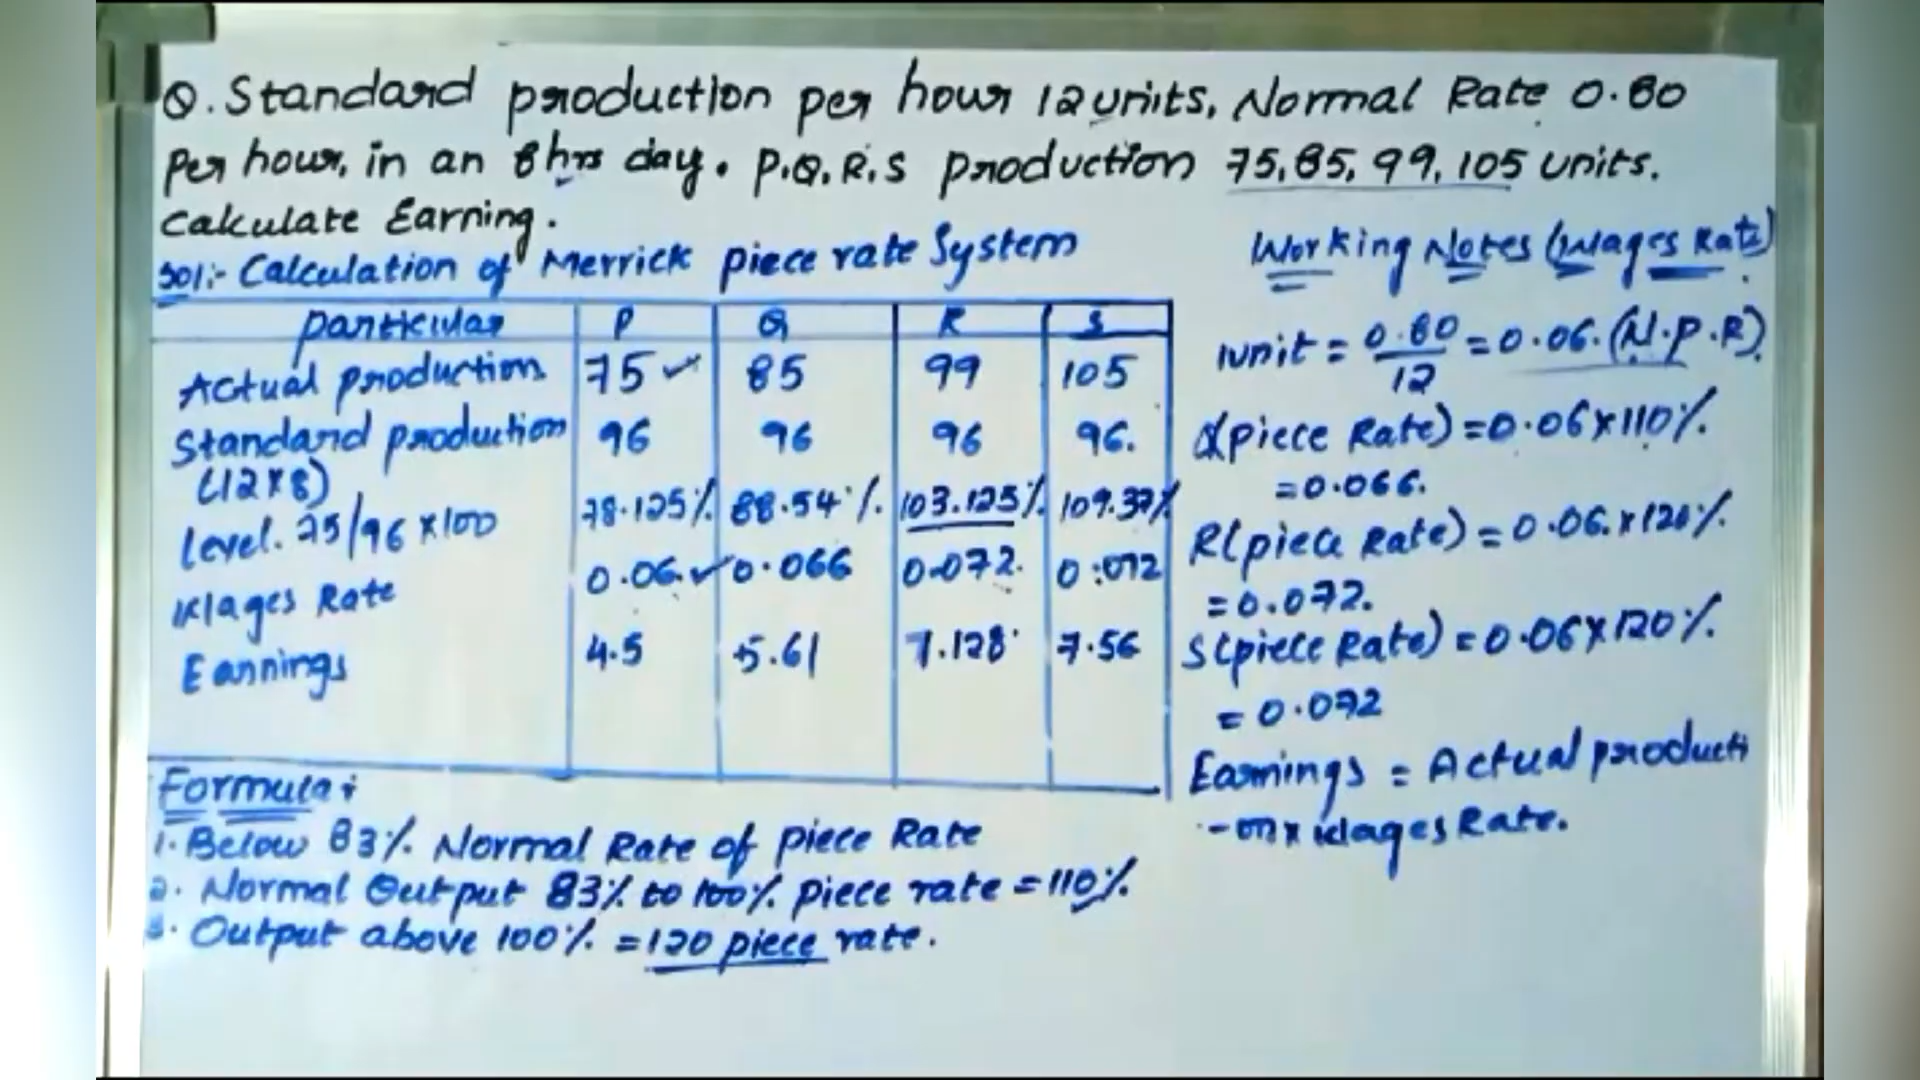 Q. Standard production per hour 12 units, Normal Rate 0.60
Per hour, in an 8 hrs day. P.Q.R.S production 75, 85, 99, 105 units.
Calculate Earning.
Sol:- Calculation of Merrick piece rate System
particular P Q R S
Actual production 75 ✓ 85 99 105
Standard production 96 96 96 96.
(12x8)
Level. 75/96 x100 78.125% 88.54% 103.125% 109.37%
Wages Rate 0.06. ✓ 0.066 0.072. 0.072
Earnings 4.5 5.61 7.128 7.56
Formula:
1. Below 83% Normal Rate of piece Rate
2. Normal Output 83% to 100% piece rate = 110%.
3. Output above 100% = 120 piece rate.
Working Notes (Wages Rate)
1unit = 0.60/12 = 0.06. (N.P.R)
Q(piece Rate) = 0.06 x 110%.
= 0.066.
R(piece Rate) = 0.06. x 120%.
= 0.072.
S(piece Rate) = 0.06 x 120%.
= 0.072
Earnings = Actual producti
-on x Wages Rate.